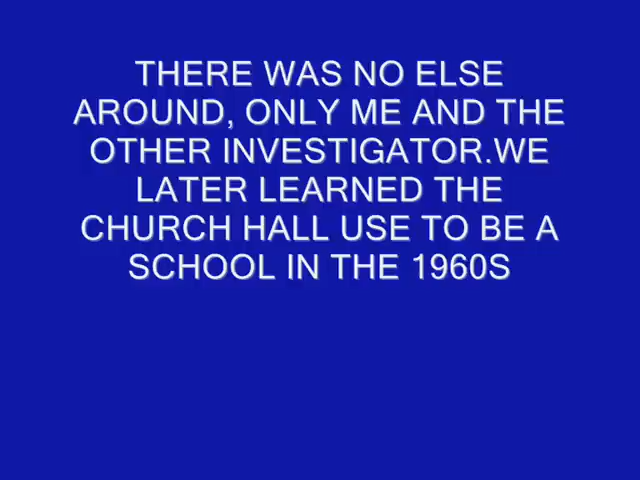 THERE WAS NO ELSE
AROUND, ONLY ME AND THE
OTHER INVESTIGATOR.WE
LATER LEARNED THE
CHURCH HALL USE TO BE A
SCHOOL IN THE 1960S